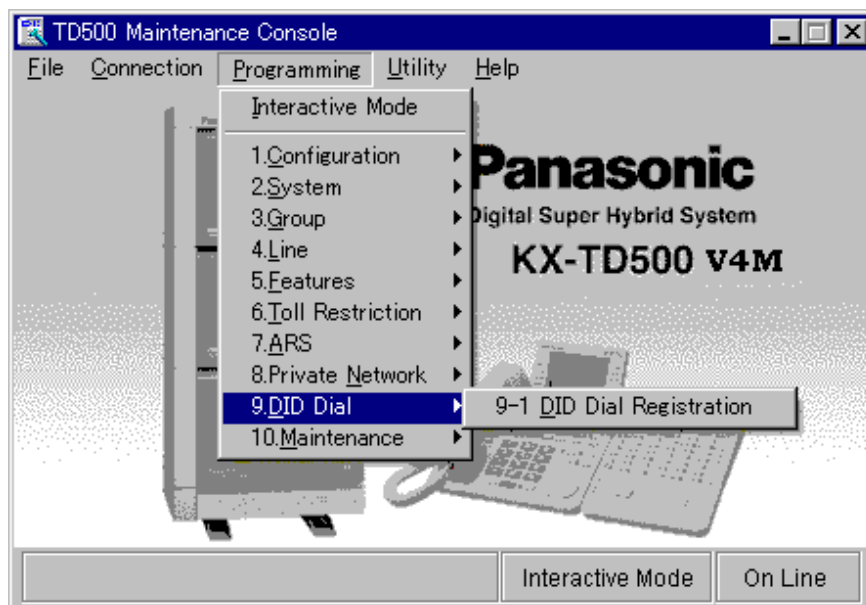 TD500 Maintenance Console
File Connection Programming Utility Help
Interactive Mode
1.Configuration
2.System
3.Group
4.Line
5.Features
6.Toll Restriction
7.ARS
8.Private Network
9.DID Dial
10.Maintenance
9-1 DID Dial Registration
Panasonic
Digital Super Hybrid System
KX-TD500 V4M
Interactive Mode
On Line